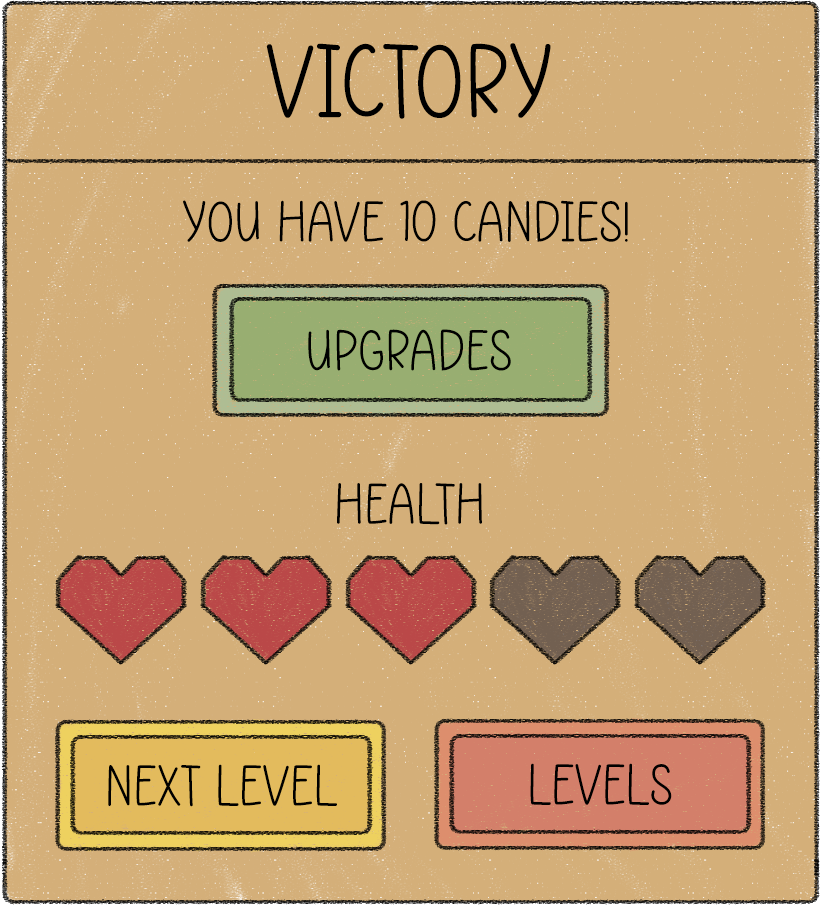 VICTORY
YOU HAVE 10 CANDIES!
UPGRADES
HEALTH
NEXT LEVEL
LEVELS